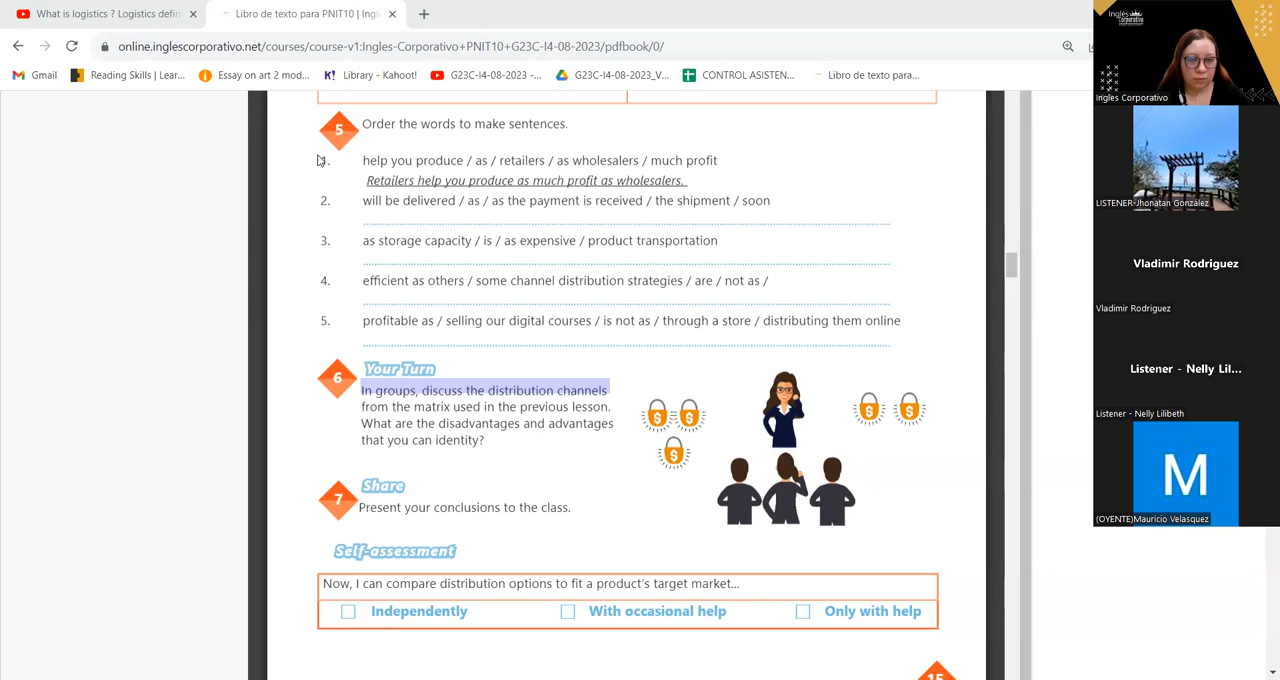 What is logistics ? Logistics defin
Libro de texto para PNIT10 | Ingl
online.inglescorporativo.net/courses/course-v1:Ingles-Corporativo+PNIT10+G23C-I4-08-2023/pdfbook/0/
Gmail
Reading Skills | Lear...
Essay on art 2 mod...
Library - Kahoot!
G23C-I4-08-2023 -...
G23C-I4-08-2023_V...
CONTROL ASISTEN...
Libro de texto para...
5
Order the words to make sentences.
1. help you produce / as / retailers / as wholesalers / much profit
Retailers help you produce as much profit as wholesalers.
2. will be delivered / as / as the payment is received / the shipment / soon
3. as storage capacity / is / as expensive / product transportation
4. efficient as others / some channel distribution strategies / are / not as /
5. profitable as / selling our digital courses / is not as / through a store / distributing them online
6
Your Turn
In groups, discuss the distribution channels
from the matrix used in the previous lesson.
What are the disadvantages and advantages
that you can identity?
7
Share
Present your conclusions to the class.
Self-assessment
Now, I can compare distribution options to fit a product's target market...
Independently
With occasional help
Only with help
15
Inglés
Corporativo
Ingles Corporativo
LISTENER-Jhonatan González
Vladimir Rodriguez
Vladimir Rodriguez
Listener - Nelly Lil...
Listener - Nelly Lilibeth
M
(OYENTE)Mauricio Velasquez